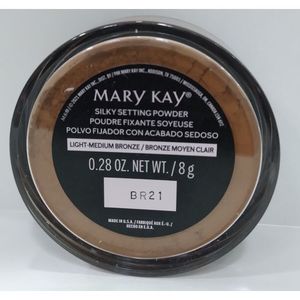 MARY KAY®
SILKY SETTING POWDER
POUDRE FIXANTE SOYEUSE
POLVO FIJADOR CON ACABADO SEDOSO
LIGHT-MEDIUM BRONZE / BRONZE MOYEN CLAIR
0.28 OZ. NET WT. / 8 g
BR21
MADE IN U.S.A. / FABRIQUÉ AUX É.-U. /
HECHO EN E.U.A.